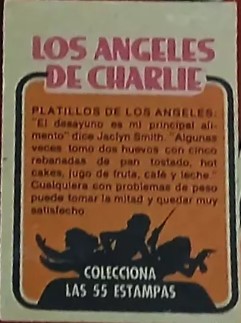 LOS ANGELES
DE CHARLIE
PLATILLOS DE LOS ANGELES:
"El desayuno es mi principal ali-
mento" dice Jaclyn Smith. "Algunas
veces tomo dos huevos con cinco
rebanadas de pan tostado, hot
cakes, jugo de fruta, café y leche."
Cualquiera con problemas de peso
puede tomar la mitad y quedar muy
satisfecho
COLECCIONA
LAS 55 ESTAMPAS